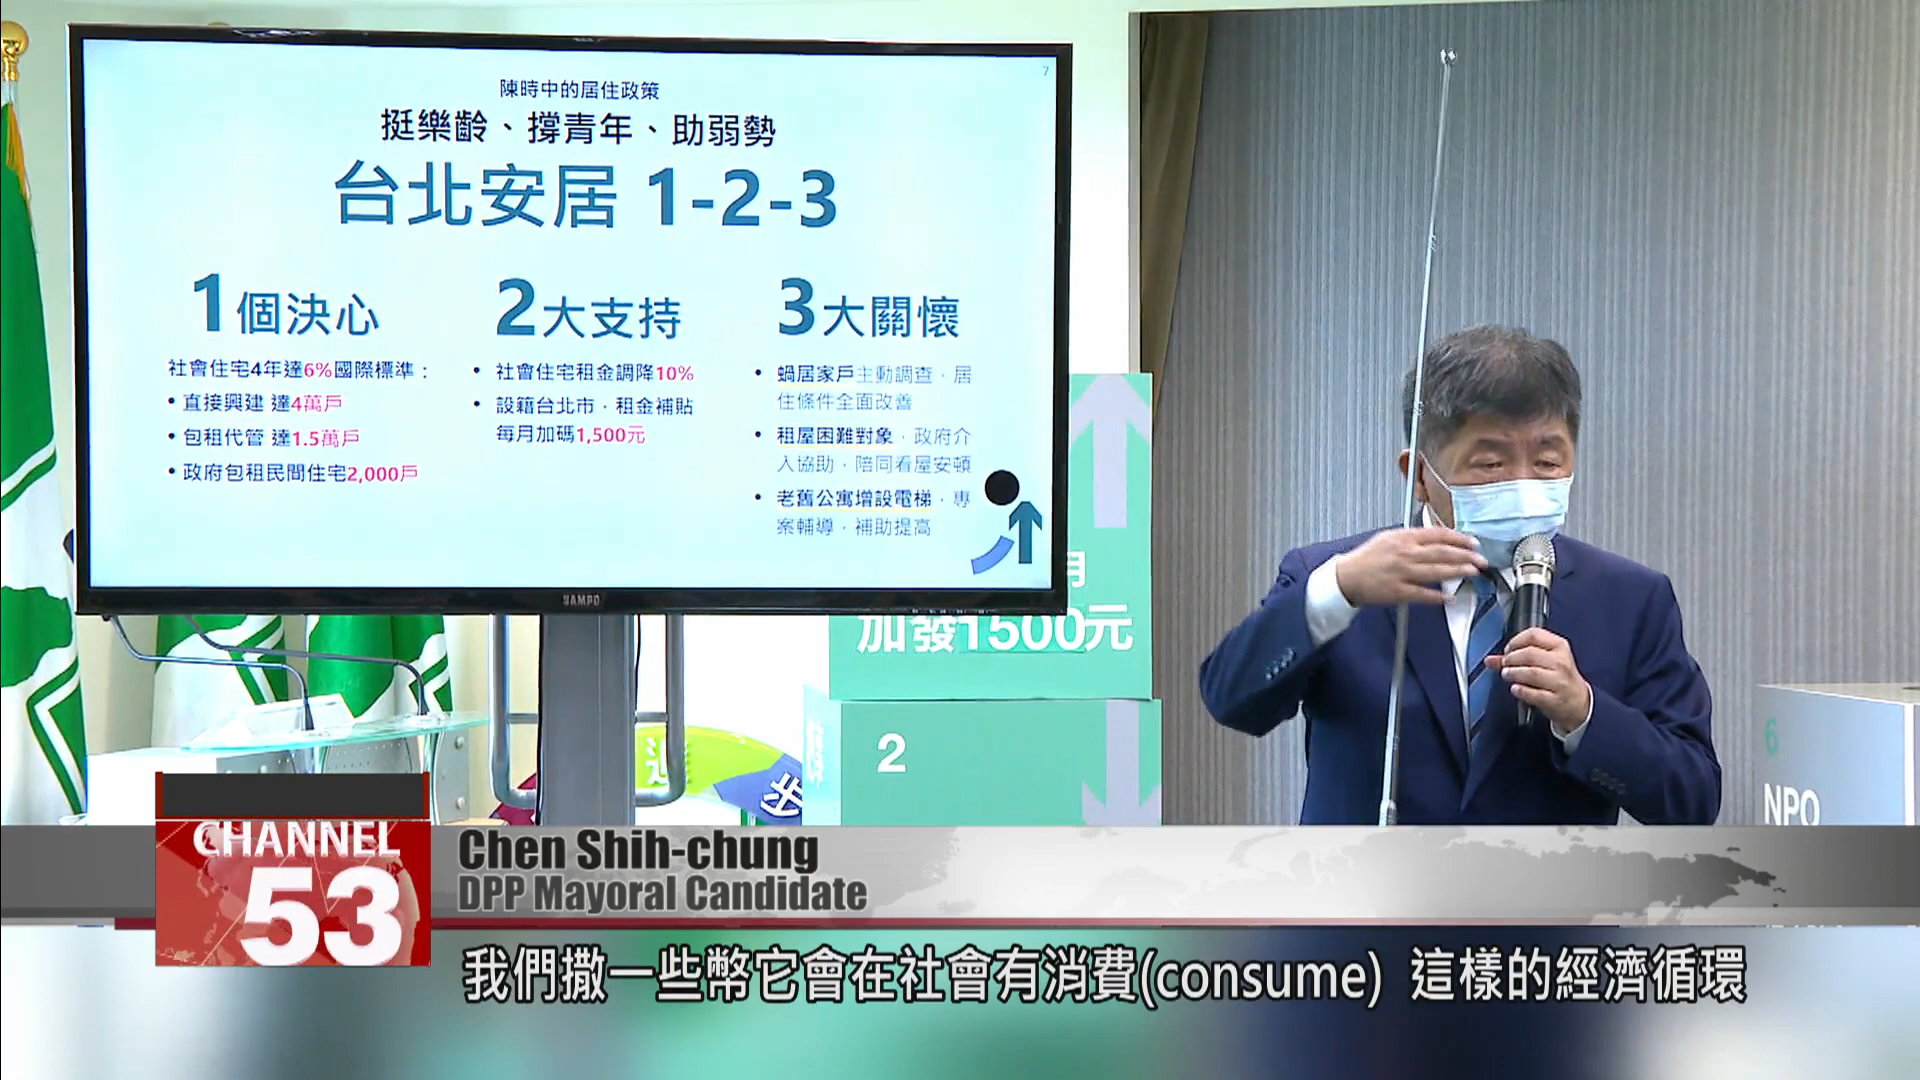 7
陳時中的居住政策
挺樂齡、撐青年、助弱勢
台北安居 1-2-3
1個決心
社會住宅4年達6%國際標準：
• 直接興建 達4萬戶
• 包租代管 達1.5萬戶
• 政府包租民間住宅2,000戶
2大支持
• 社會住宅租金調降10%
• 設籍台北市，租金補貼
每月加碼1,500元
3大關懷
• 蝸居家戶主動調查，居
住條件全面改善
• 租屋困難對象，政府介
入協助，陪同看屋安頓
• 老舊公寓增設電梯，專
案輔導，補助提高
SAMPO
月
加發1500元
2
步
6
NPO
CHANNEL
53
Chen Shih-chung
DPP Mayoral Candidate
我們撒一些幣它會在社會有消費(consume) 這樣的經濟循環